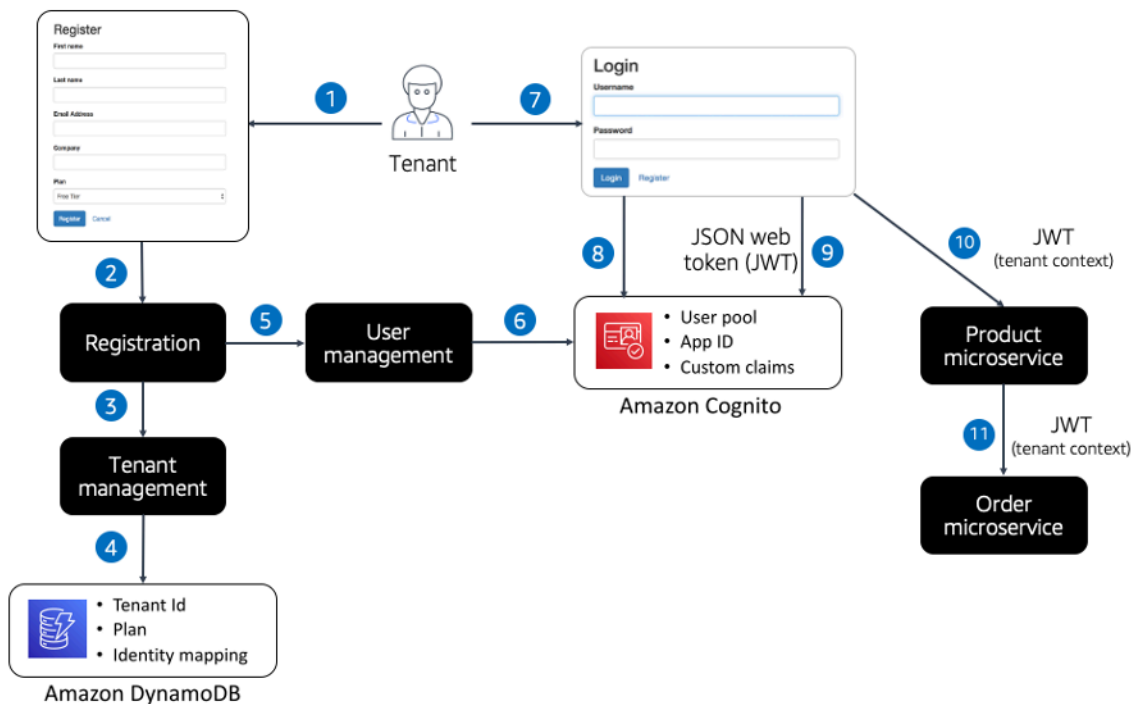 Register
First name
Last name
Email Address
Company
Plan
Free Tier
Register Cancel
1
Tenant
7
Login
Username
Password
Login Register
2
8
JSON web
token (JWT)
9
10
JWT
(tenant context)
Registration
5
User
management
6
• User pool
• App ID
• Custom claims
Amazon Cognito
Product
microservice
3
11
JWT
(tenant context)
Tenant
management
Order
microservice
4
• Tenant Id
• Plan
• Identity mapping
Amazon DynamoDB